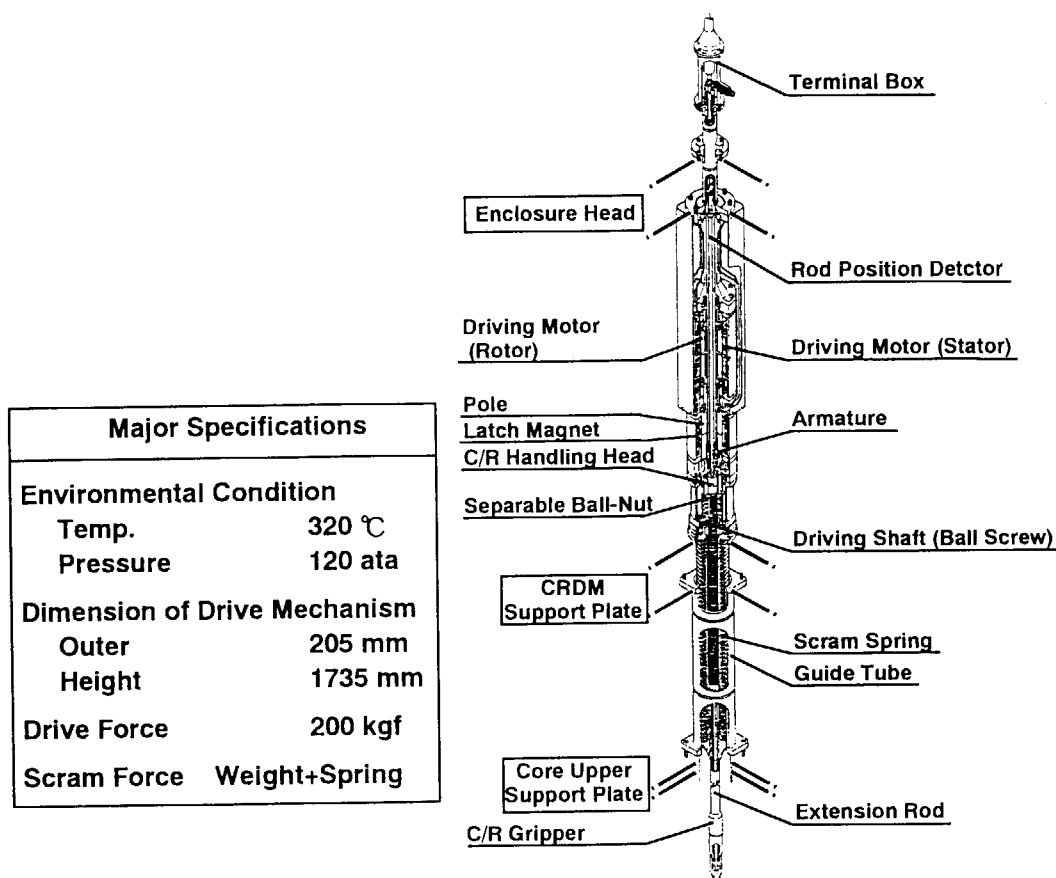 Terminal Box
Enclosure Head
Rod Position Detctor
Driving Motor
(Rotor)
Driving Motor (Stator)
Pole
Latch Magnet
Armature
C/R Handling Head
Separable Ball-Nut
Driving Shaft (Ball Screw)
CRDM
Support Plate
Scram Spring
Guide Tube
Core Upper
Support Plate
Extension Rod
C/R Gripper
Major Specifications
Environmental Condition
Temp. 320 ℃
Pressure 120 ata
Dimension of Drive Mechanism
Outer 205 mm
Height 1735 mm
Drive Force 200 kgf
Scram Force Weight+Spring